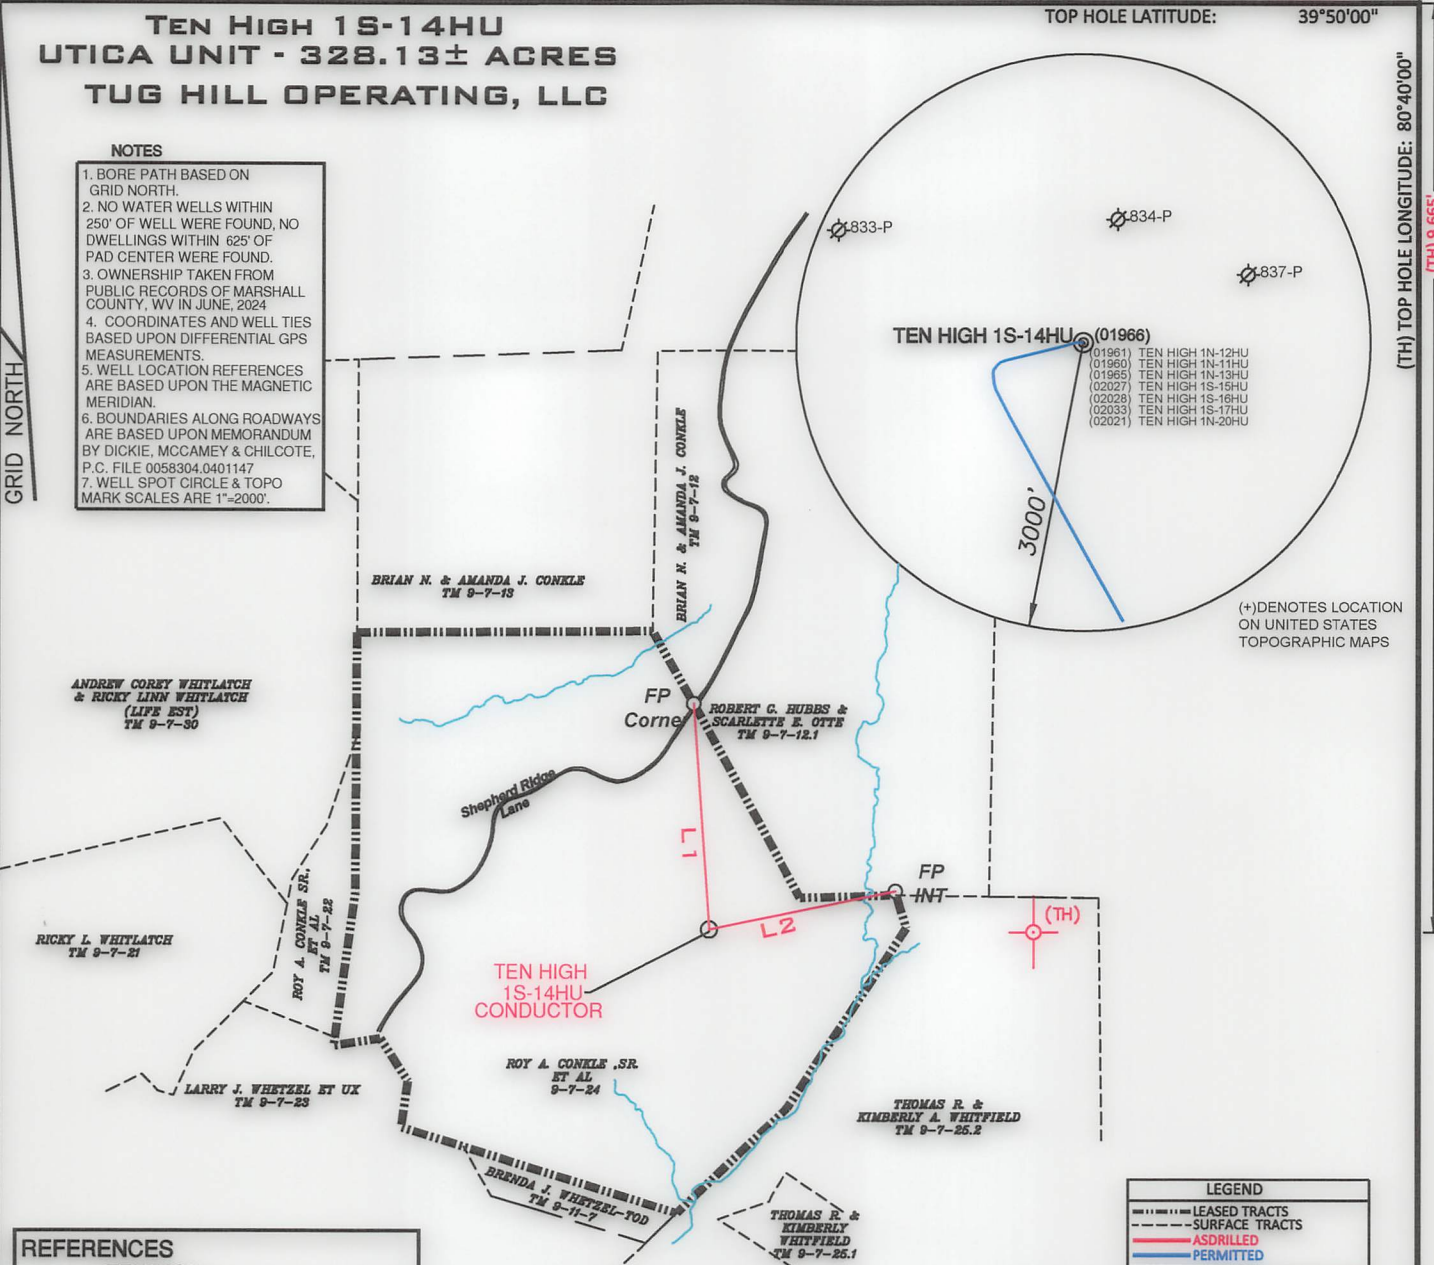 TEN HIGH 1S-14HU
UTICA UNIT - 328.13± ACRES
TUG HILL OPERATING, LLC
TOP HOLE LATITUDE: 39°50'00"
(TH) TOP HOLE LONGITUDE: 80°40'00"
(TH) 9,665'
NOTES
1. BORE PATH BASED ON
GRID NORTH.
2. NO WATER WELLS WITHIN
250' OF WELL WERE FOUND, NO
DWELLINGS WITHIN 625' OF
PAD CENTER WERE FOUND.
3. OWNERSHIP TAKEN FROM
PUBLIC RECORDS OF MARSHALL
COUNTY, WV IN JUNE, 2024
4. COORDINATES AND WELL TIES
BASED UPON DIFFERENTIAL GPS
MEASUREMENTS.
5. WELL LOCATION REFERENCES
ARE BASED UPON THE MAGNETIC
MERIDIAN.
6. BOUNDARIES ALONG ROADWAYS
ARE BASED UPON MEMORANDUM
BY DICKIE, MCCAMEY & CHILCOTE,
P.C. FILE 0058304.0401147
7. WELL SPOT CIRCLE & TOPO
MARK SCALES ARE 1"=2000'.
GRID NORTH
833-P
834-P
837-P
TEN HIGH 1S-14HU (01966)
(01961) TEN HIGH 1N-12HU
(01960) TEN HIGH 1N-11HU
(01965) TEN HIGH 1N-13HU
(02027) TEN HIGH 1S-15HU
(02028) TEN HIGH 1S-16HU
(02033) TEN HIGH 1S-17HU
(02021) TEN HIGH 1N-20HU
3000'
(+)DENOTES LOCATION
ON UNITED STATES
TOPOGRAPHIC MAPS
BRIAN N. & AMANDA J. CONKLE
TM 9-7-12
BRIAN N. & AMANDA J. CONKLE
TM 9-7-13
ANDREW COREY WHITLATCH
& RICKY LINN WHITLATCH
(LIFE EST)
TM 9-7-30
FP
Corner
ROBERT G. HUBBS &
SCARLETTE E. OTTE
TM 9-7-12.1
Shepherd Ridge
Lane
L1
L2
FP
INT
(TH)
ROY A. CONKLE SR.,
ET AL
TM 9-7-22
RICKY L. WHITLATCH
TM 9-7-21
TEN HIGH
1S-14HU
CONDUCTOR
ROY A. CONKLE ,SR
ET AL
9-7-24
LARRY J. WHETZEL ET UX
TM 9-7-23
THOMAS R. &
KIMBERLY A. WHITFIELD
TM 9-7-25.2
BRENDA J. WHETZEL-TOD
TM 9-11-7
THOMAS R. &
KIMBERLY
WHITFIELD
TM 9-7-25.1
LEGEND
LEASED TRACTS
SURFACE TRACTS
ASDRILLED
PERMITTED
REFERENCES